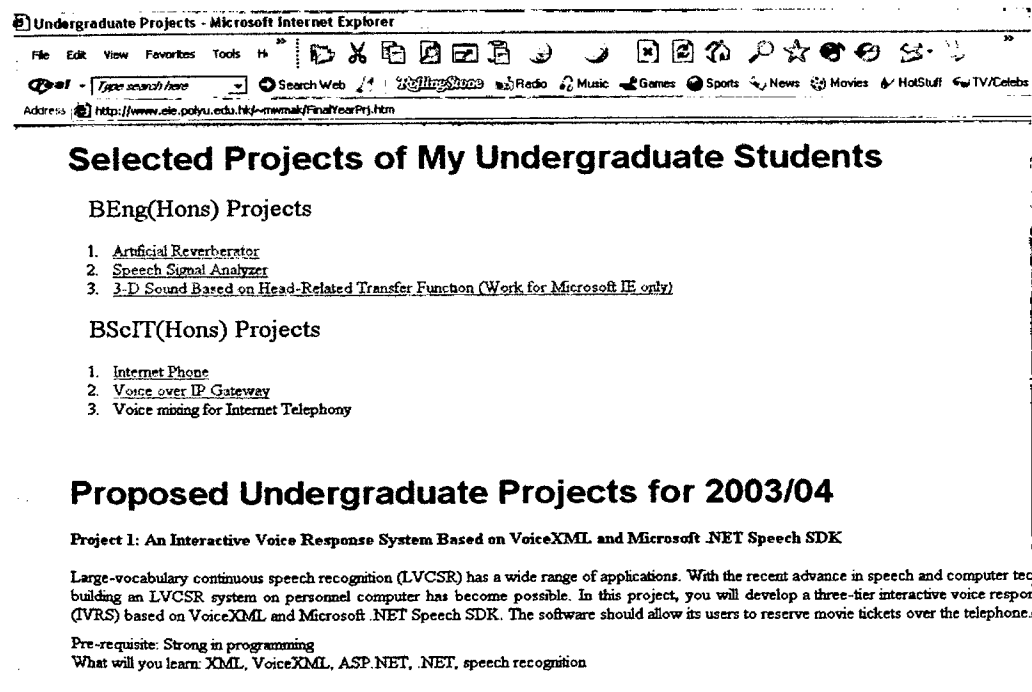 Undergraduate Projects - Microsoft Internet Explorer
File Edit View Favorites Tools H »
Type search here Search Web RollingStone Radio Music Games Sports News Movies HotStuff TV/Celebs
Address http://www.eie.polyu.edu.hk/~mwmak/FinalYearPrj.htm
Selected Projects of My Undergraduate Students
BEng(Hons) Projects
1. Artificial Reverberator
2. Speech Signal Analyzer
3. 3-D Sound Based on Head-Related Transfer Function (Work for Microsoft IE only)
BScIT(Hons) Projects
1. Internet Phone
2. Voice over IP Gateway
3. Voice mixing for Internet Telephony
Proposed Undergraduate Projects for 2003/04
Project 1: An Interactive Voice Response System Based on VoiceXML and Microsoft .NET Speech SDK
Large-vocabulary continuous speech recognition (LVCSR) has a wide range of applications. With the recent advance in speech and computer tec
building an LVCSR system on personnel computer has become possible. In this project, you will develop a three-tier interactive voice respon
(IVRS) based on VoiceXML and Microsoft .NET Speech SDK. The software should allow its users to reserve movie tickets over the telephone.
Pre-requisite: Strong in programming
What will you learn: XML, VoiceXML, ASP.NET, .NET, speech recognition